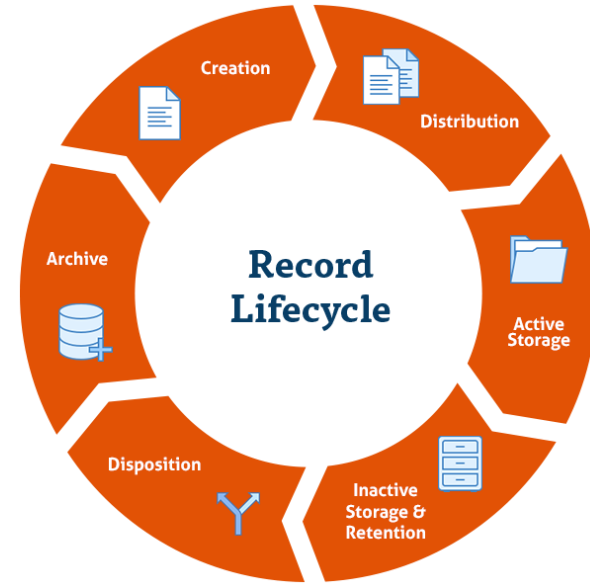 Record
Lifecycle
Creation
Distribution
Active
Storage
Inactive
Storage &
Retention
Disposition
Archive